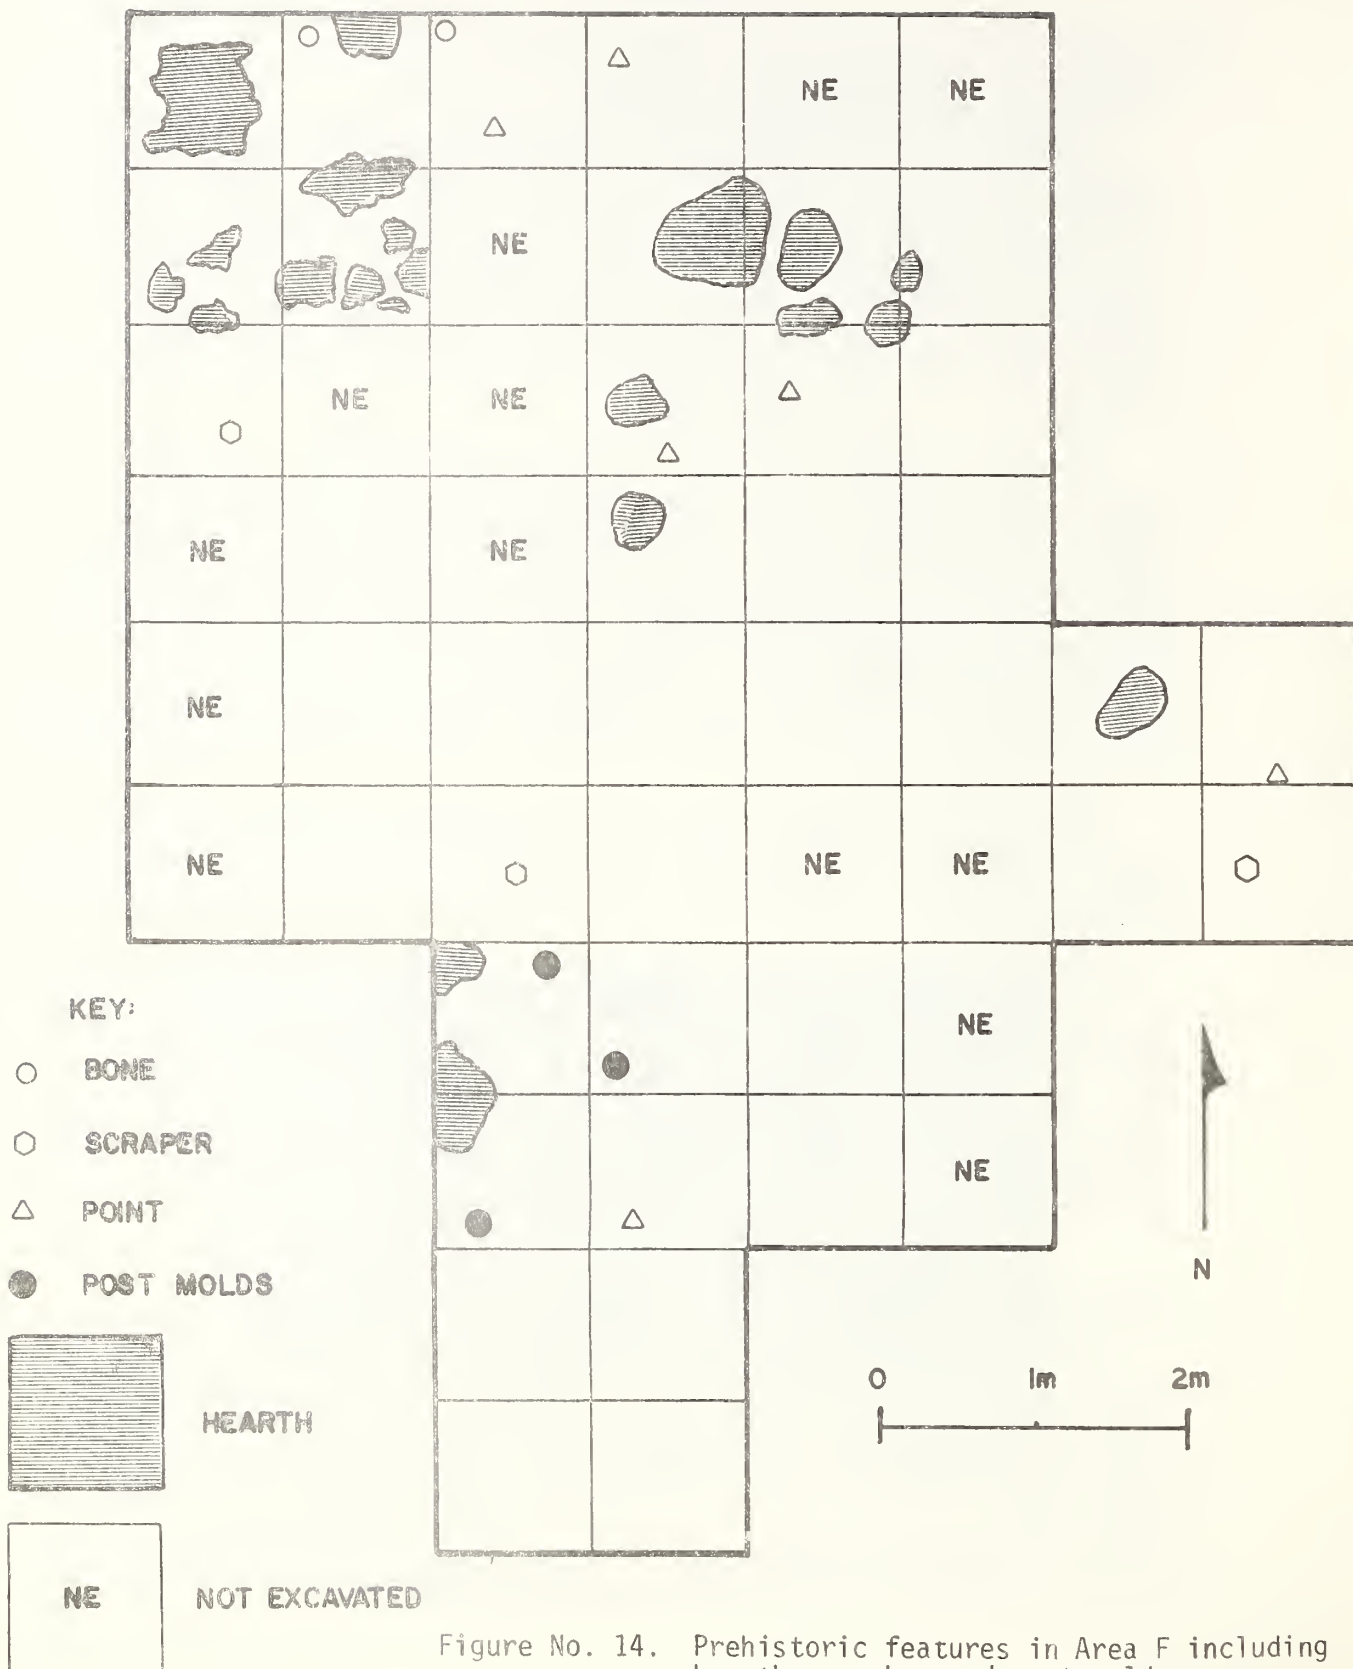 NE NE
NE
NE NE
NE NE
NE
NE NE NE
NE
NE
KEY:
BONE
SCRAPER
POINT
POST MOLDS
HEARTH
NE NOT EXCAVATED
N
0 1m 2m
Figure No. 14. Prehistoric features in Area F including